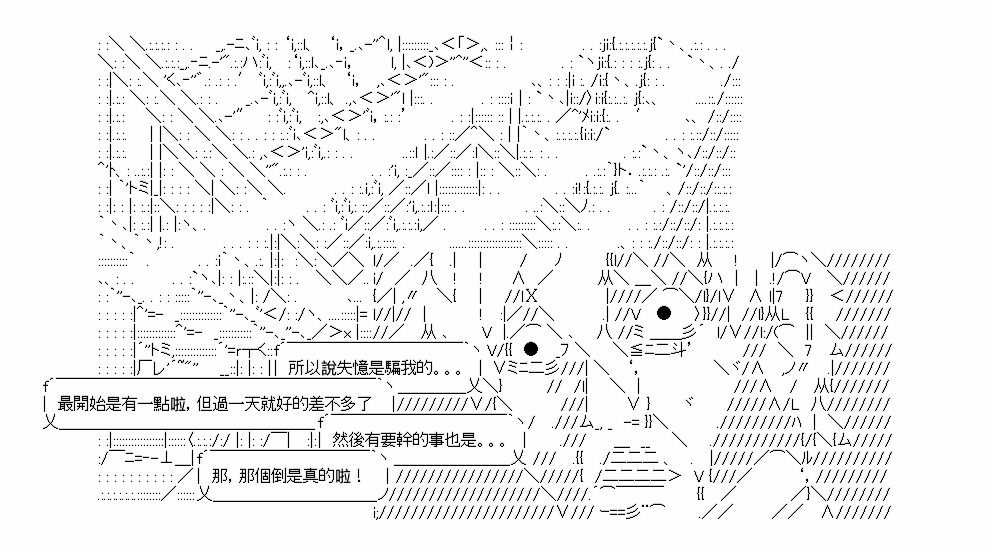 所以說失憶是騙我的。。。
最開始是有一點啦，但過一天就好的差不多了
然後有要幹的事也是。。。
那，那個倒是真的啦！